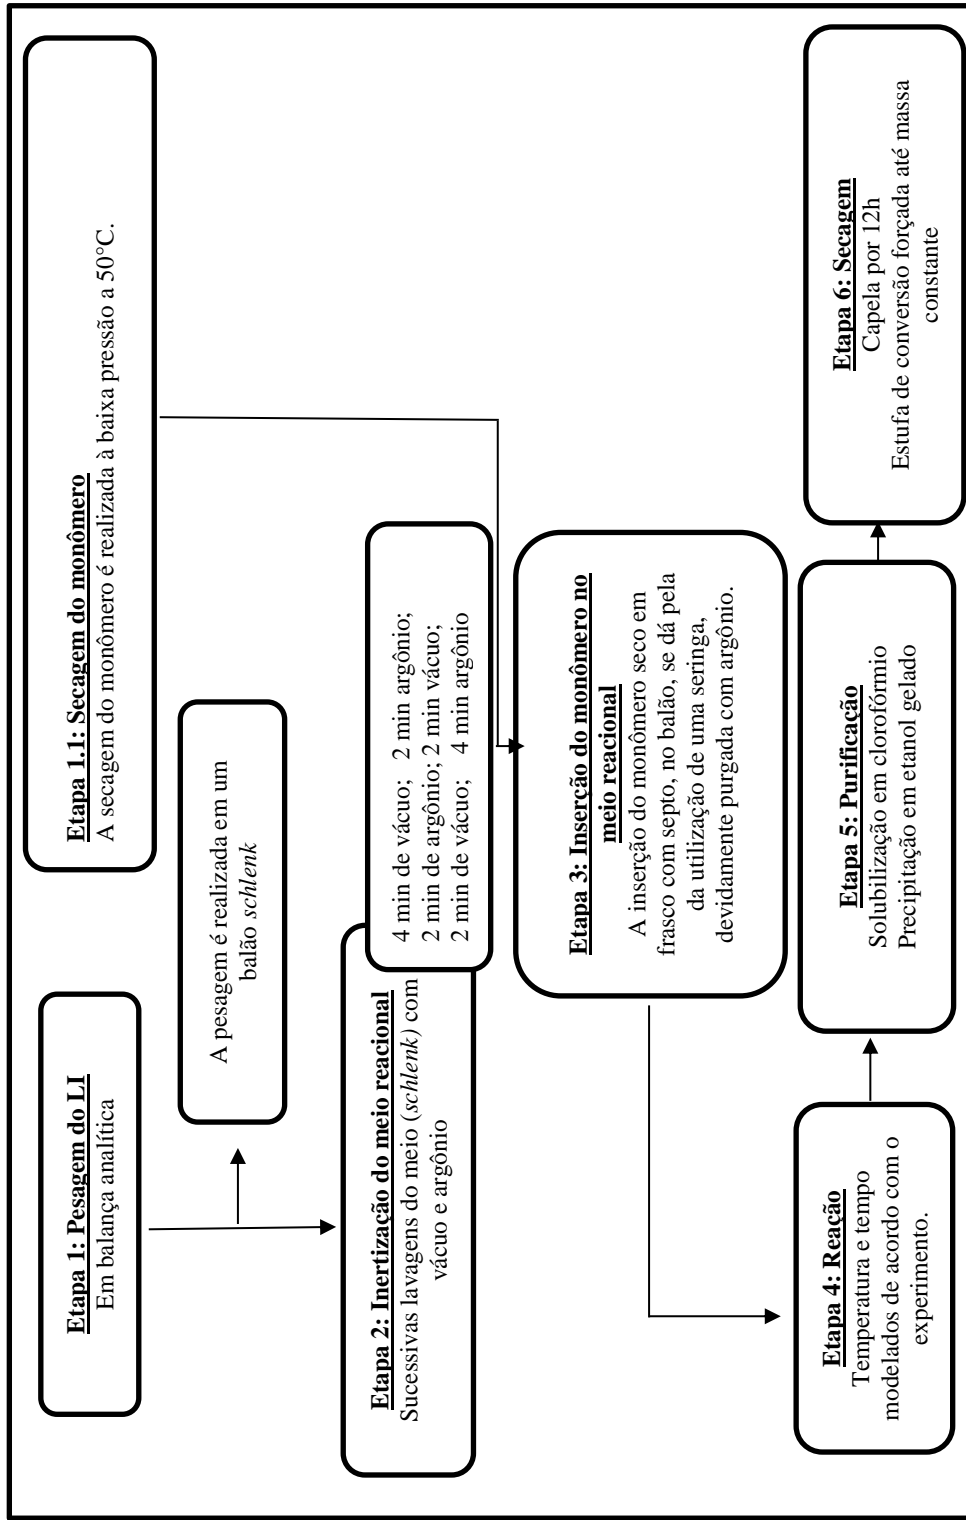 Etapa 1: Pesagem do LI
Em balança analítica
A pesagem é realizada em um
balão schlenk
Etapa 1.1: Secagem do monômero
A secagem do monômero é realizada à baixa pressão a 50°C.
Etapa 2: Inertização do meio reacional
Sucessivas lavagens do meio (schlenk) com
vácuo e argônio
4 min de vácuo; 2 min argônio;
2 min de argônio; 2 min vácuo;
2 min de vácuo; 4 min argônio
Etapa 3: Inserção do monômero no
meio reacional
A inserção do monômero seco em
frasco com septo, no balão, se dá pela
da utilização de uma seringa,
devidamente purgada com argônio.
Etapa 4: Reação
Temperatura e tempo
modelados de acordo com o
experimento.
Etapa 5: Purificação
Solubilização em clorofórmio
Precipitação em etanol gelado
Etapa 6: Secagem
Capela por 12h
Estufa de conversão forçada até massa
constante